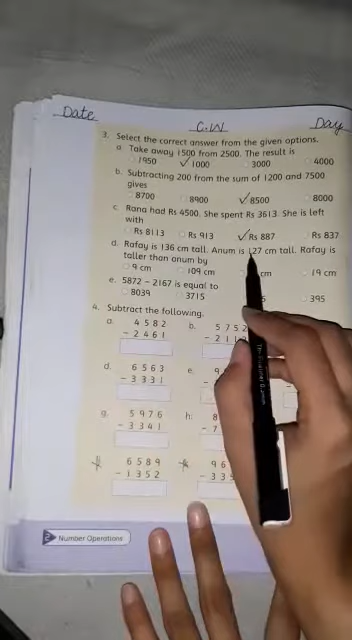 Date C.W Day
3. Select the correct answer from the given options.
a Take away 1500 from 2500. The result is
1950 ✓1000 3000 4000
b. Subtracting 200 from the sum of 1200 and 7500
gives
8700 8900 ✓8500 8000
c. Rana had Rs 4500. She spent Rs 3613. She is left
with
Rs 8113 Rs 913 ✓Rs 887 Rs 837
d. Rafay is 136 cm tall. Anum is 127 cm tall. Rafay is
taller than anum by
9 cm 109 cm cm 19 cm
e. 5872 – 2167 is equal to
8039 3715 395
4. Subtract the following.
a. 4 5 8 2 b. 5 7 5 2
– 2 4 6 1 – 2 1 1
d. 6 5 6 3 e. 9
– 3 3 3 1 –
g. 5 9 7 6 h. 8
– 3 3 4 1 – 7
6 5 8 9 9 6
– 1 3 5 2 – 3 3
2 Number Operations